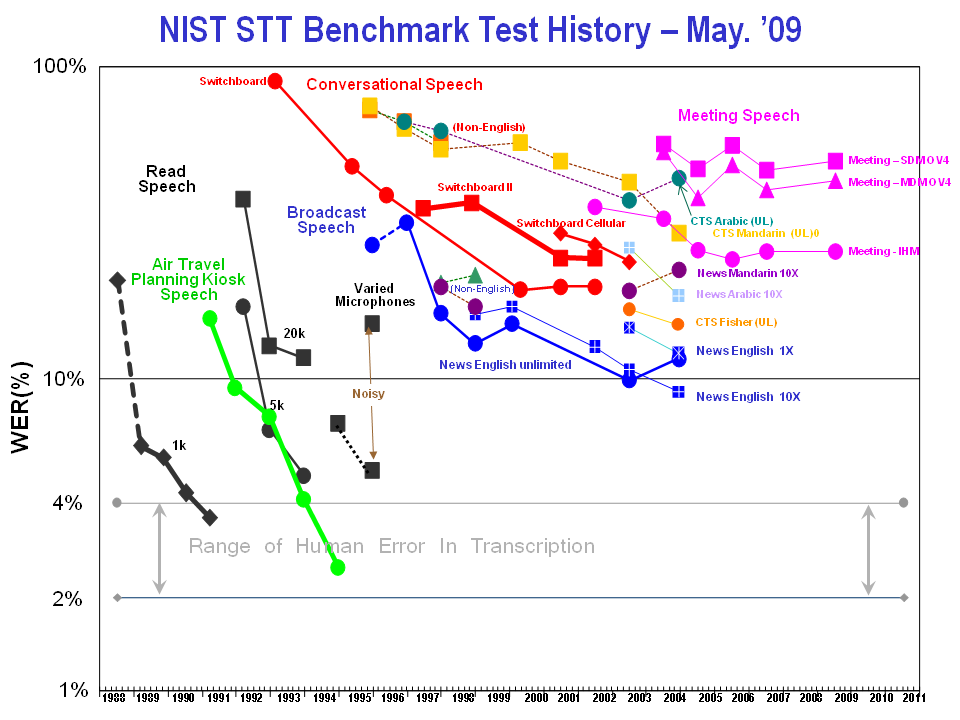 NIST STT Benchmark Test History – May. ’09
100%
Switchboard
Conversational Speech
(Non-English)
Meeting Speech
Read
Speech
Meeting – SDM OV4
Meeting – MDM OV4
Switchboard II
Broadcast
Speech
Switchboard Cellular
CTS Arabic (UL)
CTS Mandarin (UL)0
Meeting - IHM
Air Travel
Planning Kiosk
Speech
News Mandarin 10X
Varied
Microphones
(Non-English)
News Arabic 10X
CTS Fisher (UL)
20k
News English 1X
News English unlimited
10%
Noisy
News English 10X
5k
WER(%)
1k
4%
Range of Human Error In Transcription
2%
1%
1988 1989 1990 1991 1992 1993 1994 1995 1996 1997 1998 1999 2000 2001 2002 2003 2004 2005 2006 2007 2008 2009 2010 2011